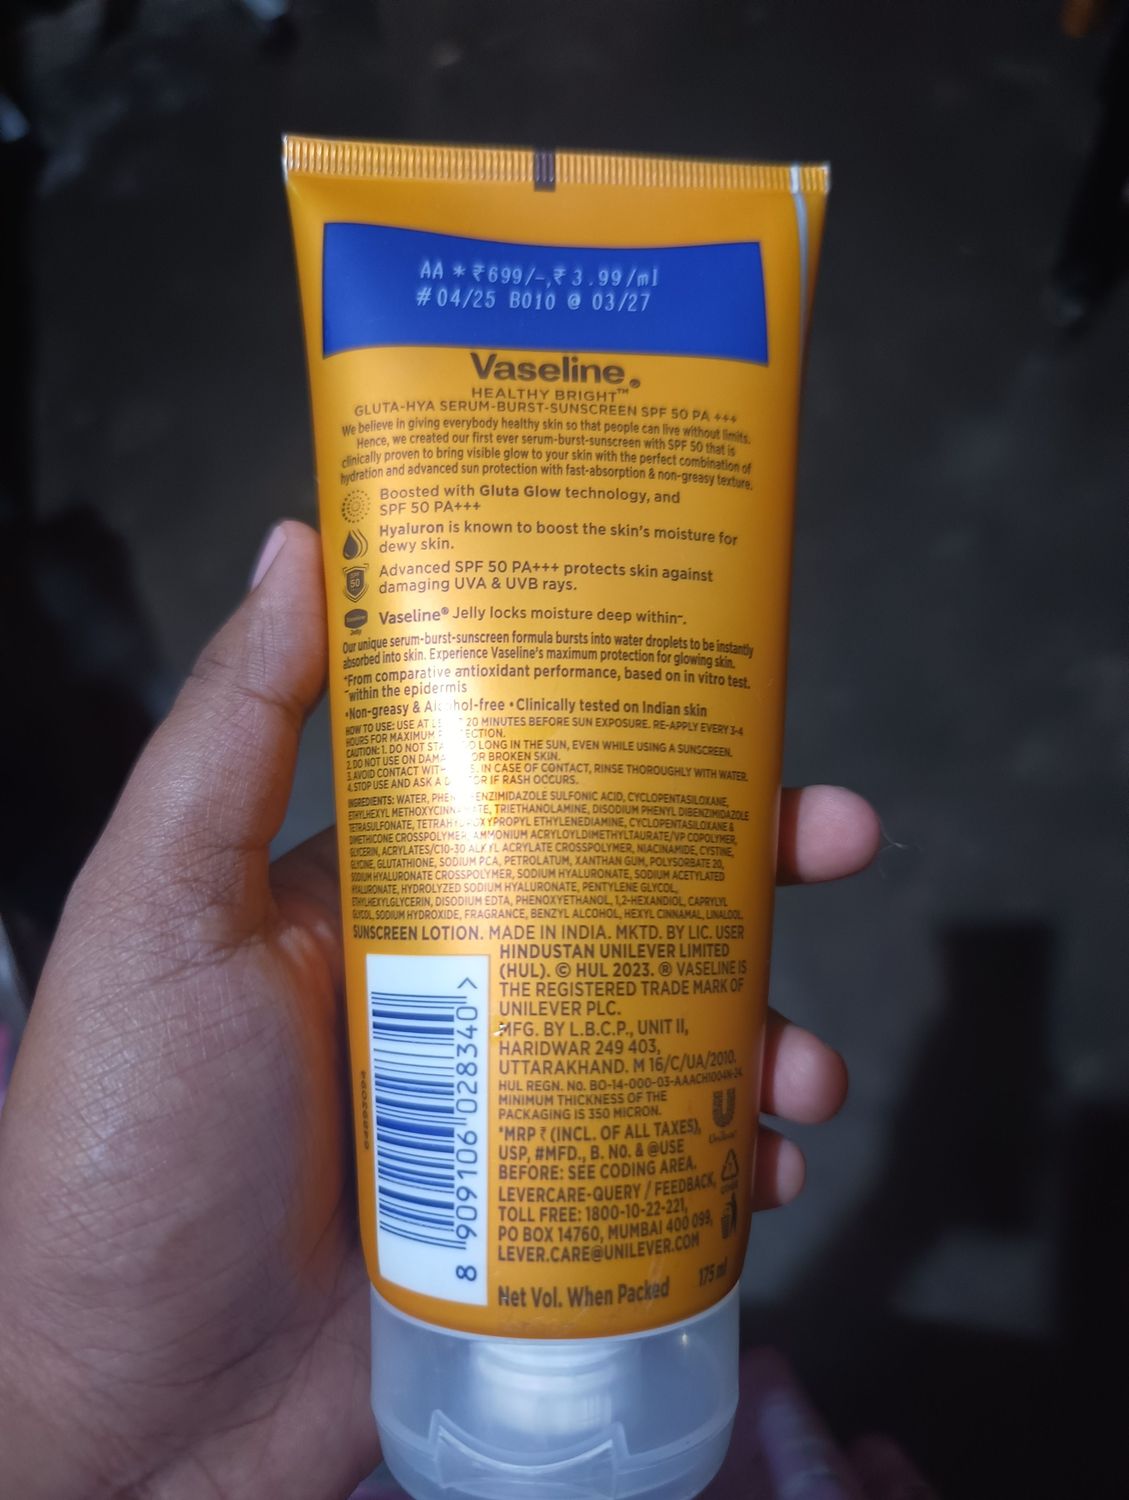 AA * ₹699/-,₹ 3.99/ml
# 04/25 B010 @ 03/27
Vaseline®
HEALTHY BRIGHT™
GLUTA-HYA SERUM-BURST-SUNSCREEN SPF 50 PA +++
We believe in giving everybody healthy skin so that people can live without limits.
Hence, we created our first ever serum-burst-sunscreen with SPF 50 that is
clinically proven to bring visible glow to your skin with the perfect combination of
hydration and advanced sun protection with fast-absorption & non-greasy texture.
Boosted with Gluta Glow technology, and
SPF 50 PA+++
Hyaluron is known to boost the skin's moisture for
dewy skin.
50
Advanced SPF 50 PA+++ protects skin against
damaging UVA & UVB rays.
Jelly
Vaseline® Jelly locks moisture deep within~.
Our unique serum-burst-sunscreen formula bursts into water droplets to be instantly
absorbed into skin. Experience Vaseline's maximum protection for glowing skin.
*From comparative antioxidant performance, based on in vitro test.
~within the epidermis
•Non-greasy & Alcohol-free •Clinically tested on Indian skin
HOW TO USE: USE AT 20 MINUTES BEFORE SUN EXPOSURE. RE-APPLY EVERY 3-4
HOURS FOR MAXIMUM
CAUTION: 1. DO NOT LONG IN THE SUN, EVEN WHILE USING A SUNSCREEN.
2. DO NOT USE ON OR BROKEN SKIN.
3. AVOID CONTACT IN CASE OF CONTACT, RINSE THOROUGHLY WITH WATER.
4. STOP USE AND ASK A IF RASH OCCURS.
INGREDIENTS: WATER, SULFONIC ACID, CYCLOPENTASILOXANE,
ETHYLHEXYL TRIETHANOLAMINE, DISODIUM PHENYL DIBENZIMIDAZOLE
TETRASULFONATE, ETHYLENEDIAMINE, CYCLOPENTASILOXANE &
DIMETHICONE CROSSPOLYMER, AMMONIUM ACRYLOYLDIMETHYLTAURATE/VP COPOLYMER,
GLYCERIN, ACRYLATES/C10-30 ALKYL ACRYLATE CROSSPOLYMER, NIACINAMIDE, CYSTINE,
GLYCINE, GLUTATHIONE, SODIUM PCA, PETROLATUM, XANTHAN GUM, POLYSORBATE 20,
SODIUM HYALURONATE CROSSPOLYMER, SODIUM HYALURONATE, SODIUM ACETYLATED
HYALURONATE, HYDROLYZED SODIUM HYALURONATE, PENTYLENE GLYCOL,
ETHYLHEXYLGLYCERIN, DISODIUM EDTA, PHENOXYETHANOL, 1,2-HEXANDIOL, CAPRYLYL
GLYCOL, SODIUM HYDROXIDE, FRAGRANCE, BENZYL ALCOHOL, HEXYL CINNAMAL, LINALOOL.
SUNSCREEN LOTION. MADE IN INDIA. MKTD. BY LIC. USER
HINDUSTAN UNILEVER LIMITED
(HUL). © HUL 2023. ® VASELINE IS
THE REGISTERED TRADE MARK OF
UNILEVER PLC.
MFG. BY L.B.C.P., UNIT II,
HARIDWAR 249 403,
UTTARAKHAND. M 16/C/UA/2010.
HUL REGN. No. BO-14-000-03-AAACH1004N-24.
MINIMUM THICKNESS OF THE
PACKAGING IS 350 MICRON.
*MRP ₹ (INCL. OF ALL TAXES),
USP, #MFD., B. No. & @USE
BEFORE: SEE CODING AREA.
LEVERCARE-QUERY / FEEDBACK,
TOLL FREE: 1800-10-22-221,
PO BOX 14760, MUMBAI 400 099,
LEVER.CARE@UNILEVER.COM
Net Vol. When Packed 175 ml
Unilever
8 909106 028340 >